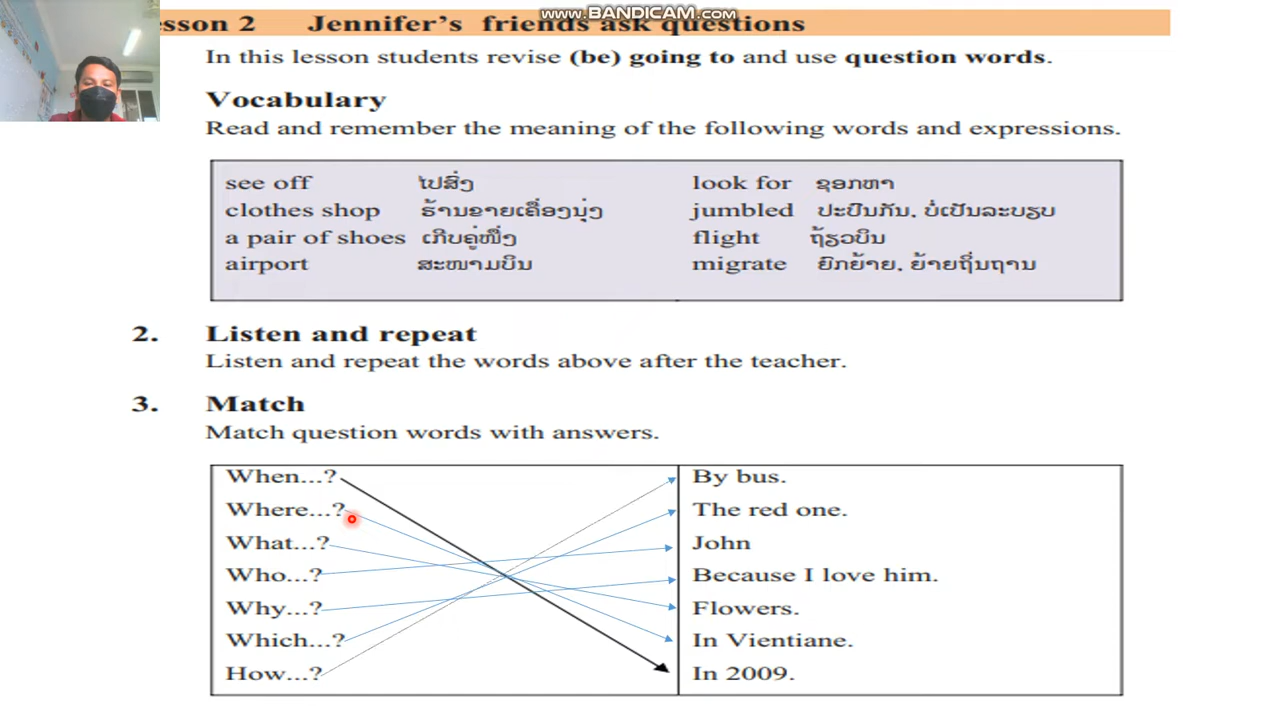 www.BANDICAM.com
sson 2 Jennifer's friends ask questions
In this lesson students revise (be) going to and use question words.
Vocabulary
Read and remember the meaning of the following words and expressions.
see off ໄປສົ່ງ look for ຊອກຫາ
clothes shop ຮ້ານຂາຍເຄື່ອງນຸ່ງ jumbled ປະປົນກັນ, ບໍ່ເປັນລະບຽບ
a pair of shoes ເກີບຄູ່ໜຶ່ງ flight ຖ້ຽວບິນ
airport ສະໜາມບິນ migrate ຍົກຍ້າຍ, ຍ້າຍຖິ່ນຖານ
2. Listen and repeat
Listen and repeat the words above after the teacher.
3. Match
Match question words with answers.
When...? By bus.
Where...? The red one.
What...? John
Who...? Because I love him.
Why...? Flowers.
Which...? In Vientiane.
How...? In 2009.